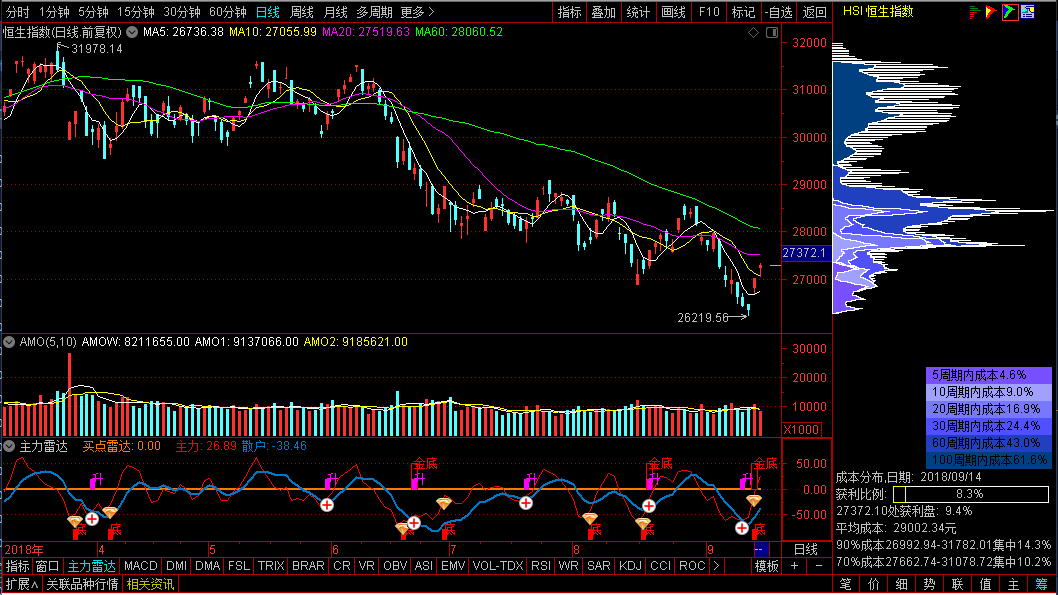 分时 1分钟 5分钟 15分钟 30分钟 60分钟 日线 周线 月线 多周期 更多> 指标 叠加 统计 画线 F10 标记 -自选 返回 HSI 恒生指数
恒生指数(日线.前复权) MA5: 26736.38 MA10: 27055.99 MA20: 27519.63 MA60: 28060.52
31978.14
32000
31000
30000
29000
28000
27372.1
27000
26219.56
AMO(5,10) AMOW: 8211655.00 AMO1: 9137066.00 AMO2: 9185621.00
30000
20000
10000
X1000
主力雷达 买点雷达: 0.00 主力: 26.89 散户: -38.46
金底 金底 金底
升 升 升 升 升
底 底 底 底 底 底 底
50.00
0.00
-50.00
2018年 4 5 6 7 8 9 日线
指标 窗口 主力雷达 MACD DMI DMA FSL TRIX BRAR CR VR OBV ASI EMV VOL-TDX RSI WR SAR KDJ CCI ROC > 模板 + -
扩展∧ 关联品种行情 相关资讯
5周期内成本4.6%
10周期内成本9.0%
20周期内成本16.9%
30周期内成本24.4%
60周期内成本43.0%
100周期内成本61.6%
成本分布,日期: 2018/09/14
获利比例: 8.3%
27372.10处获利盘: 9.4%
平均成本: 29002.34元
90%成本26992.94-31782.01集中14.3%
70%成本27662.74-31078.72集中10.2%
笔 价 细 势 联 值 主 筹